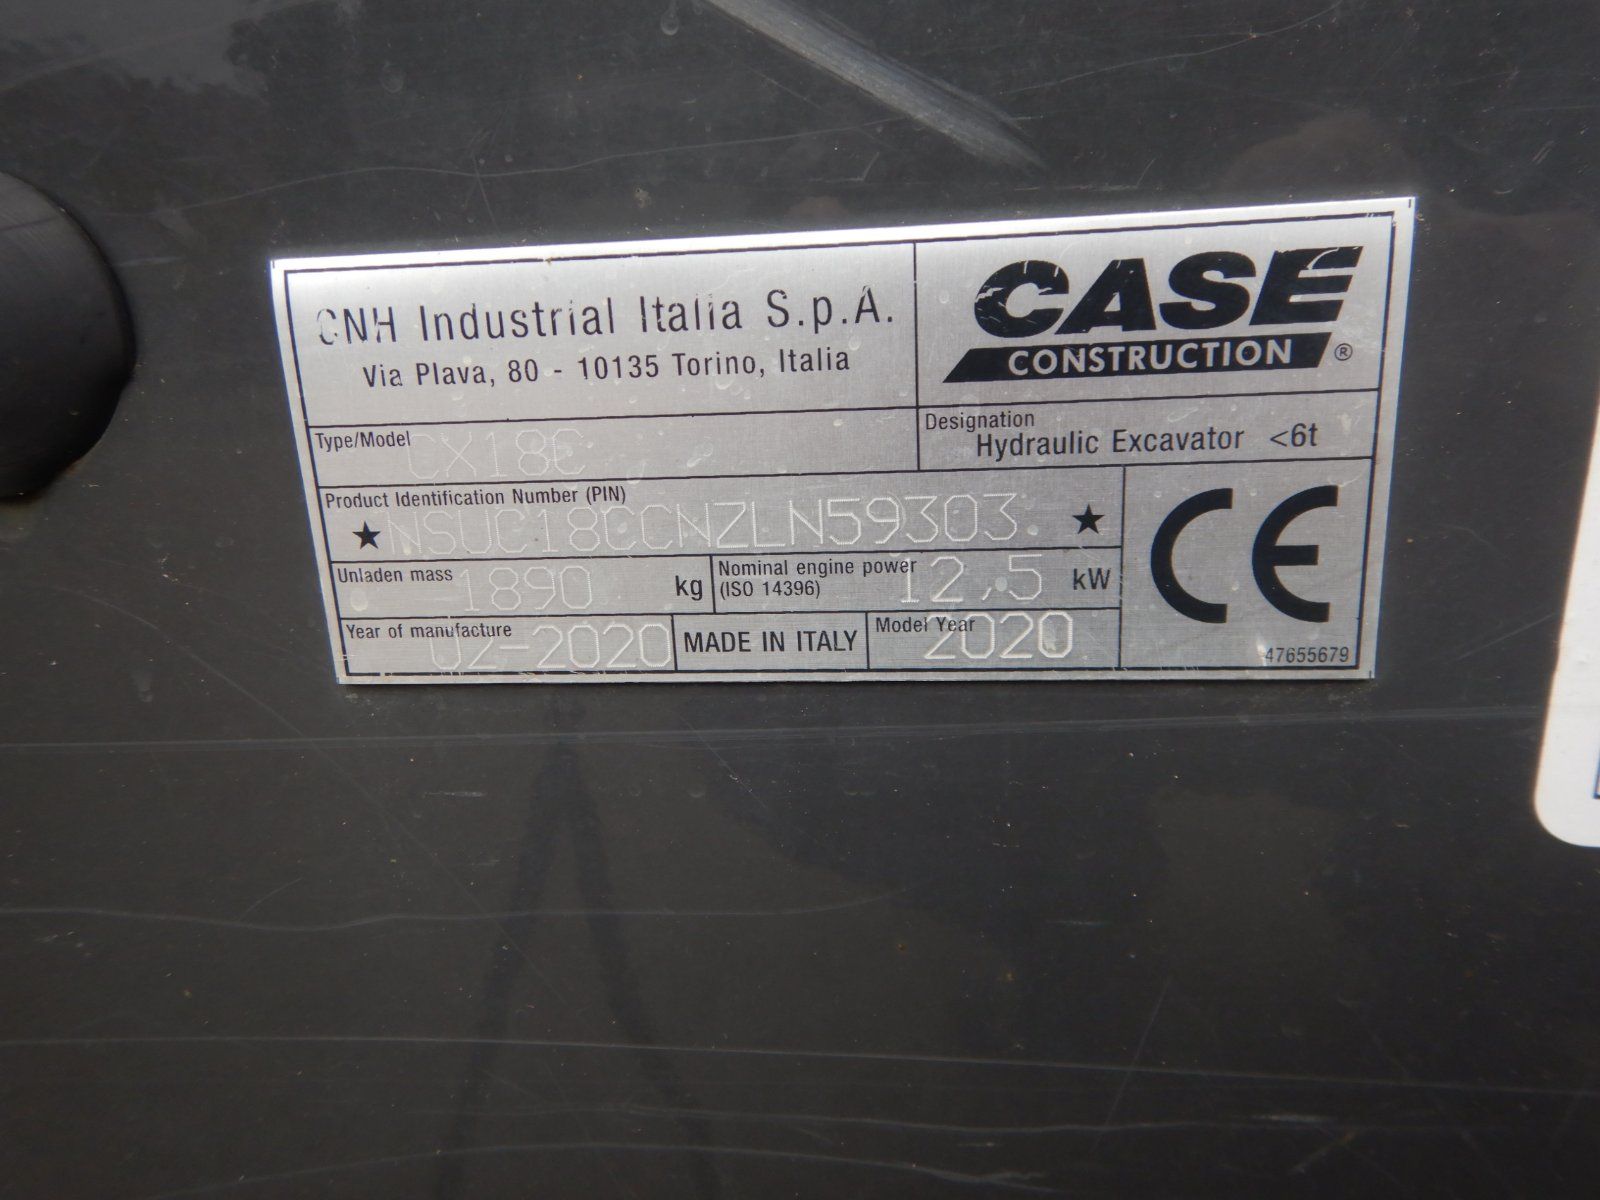 CNH Industrial Italia S.p.A.
Via Plava, 80 - 10135 Torino, Italia
CASE
CONSTRUCTION ®
Type/Model CX18C
Designation
Hydraulic Excavator <6t
Product Identification Number (PIN)
★ NSUC18CCNZLN59303 ★
Unladen mass 1890 kg
Nominal engine power 12,5 kW
(ISO 14396)
CE
Year of manufacture 02-2020
MADE IN ITALY
Model Year 2020
47655679